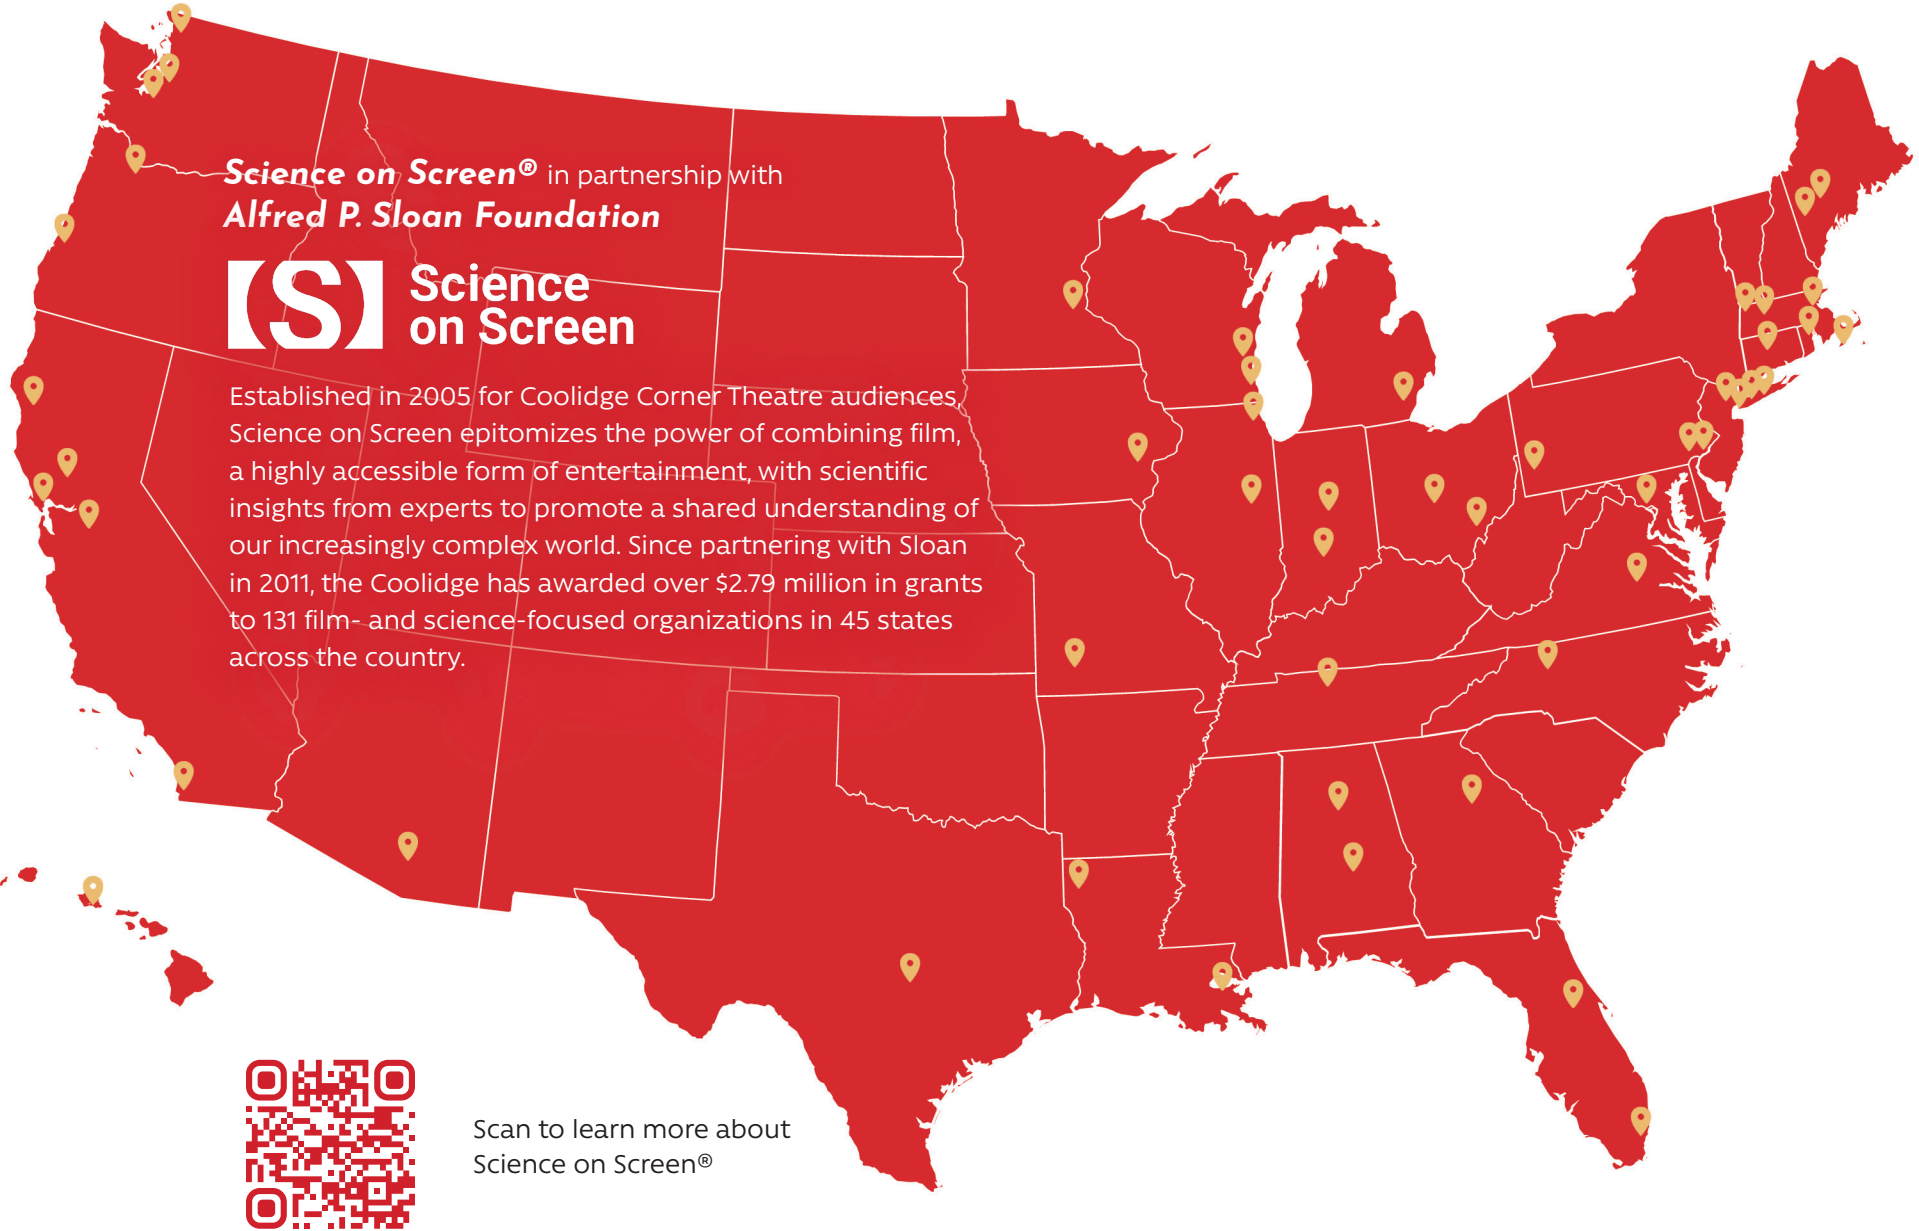 Science on Screen® in partnership with
Alfred P. Sloan Foundation
(S) Science
on Screen
Established in 2005 for Coolidge Corner Theatre audiences,
Science on Screen epitomizes the power of combining film,
a highly accessible form of entertainment, with scientific
insights from experts to promote a shared understanding of
our increasingly complex world. Since partnering with Sloan
in 2011, the Coolidge has awarded over $2.79 million in grants
to 131 film- and science-focused organizations in 45 states
across the country.
Scan to learn more about
Science on Screen®